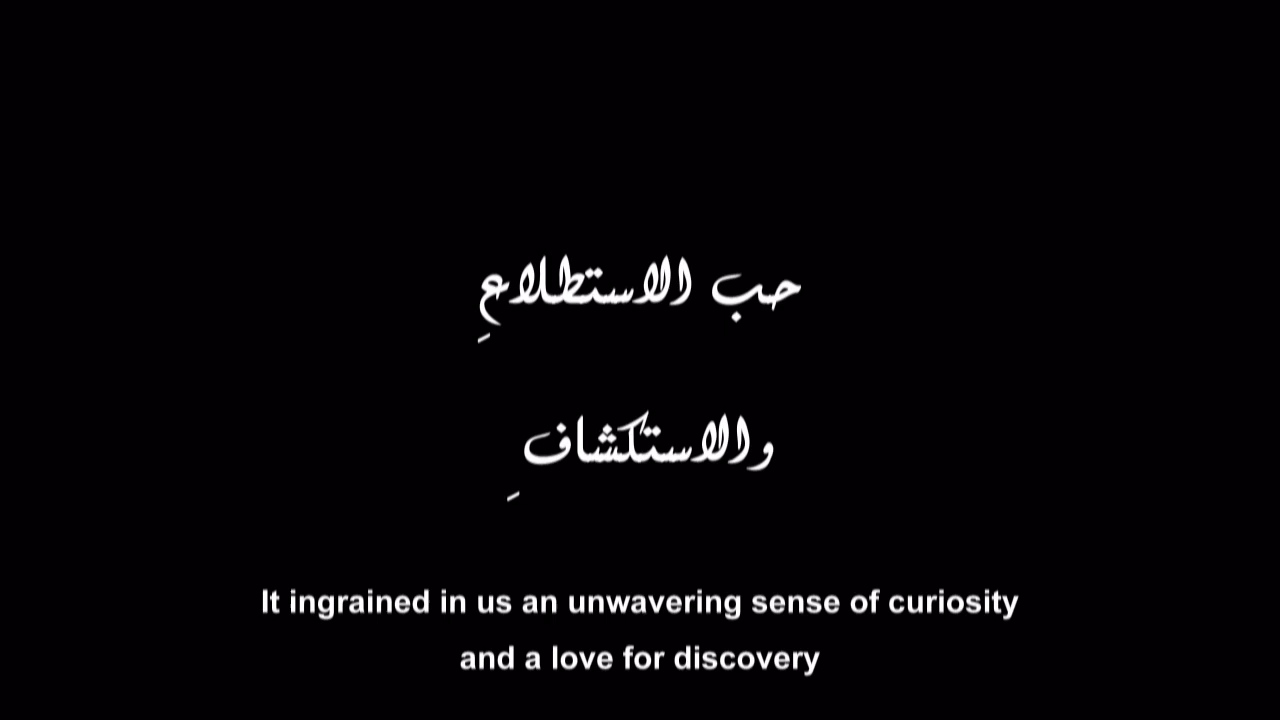 حب الاستطلاعِ
والاستكشافِ
It ingrained in us an unwavering sense of curiosity
and a love for discovery